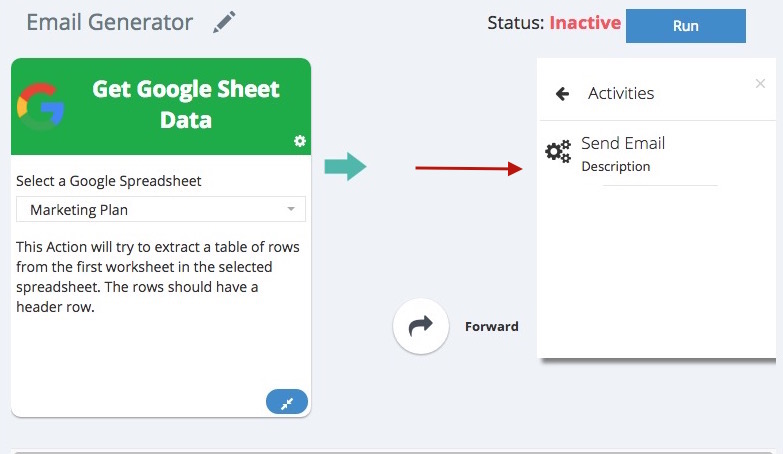 Email Generator
Status: Inactive
Run
Get Google Sheet
Data
Select a Google Spreadsheet
Marketing Plan
This Action will try to extract a table of rows
from the first worksheet in the selected
spreadsheet. The rows should have a
header row.
Forward
Activities
Send Email
Description